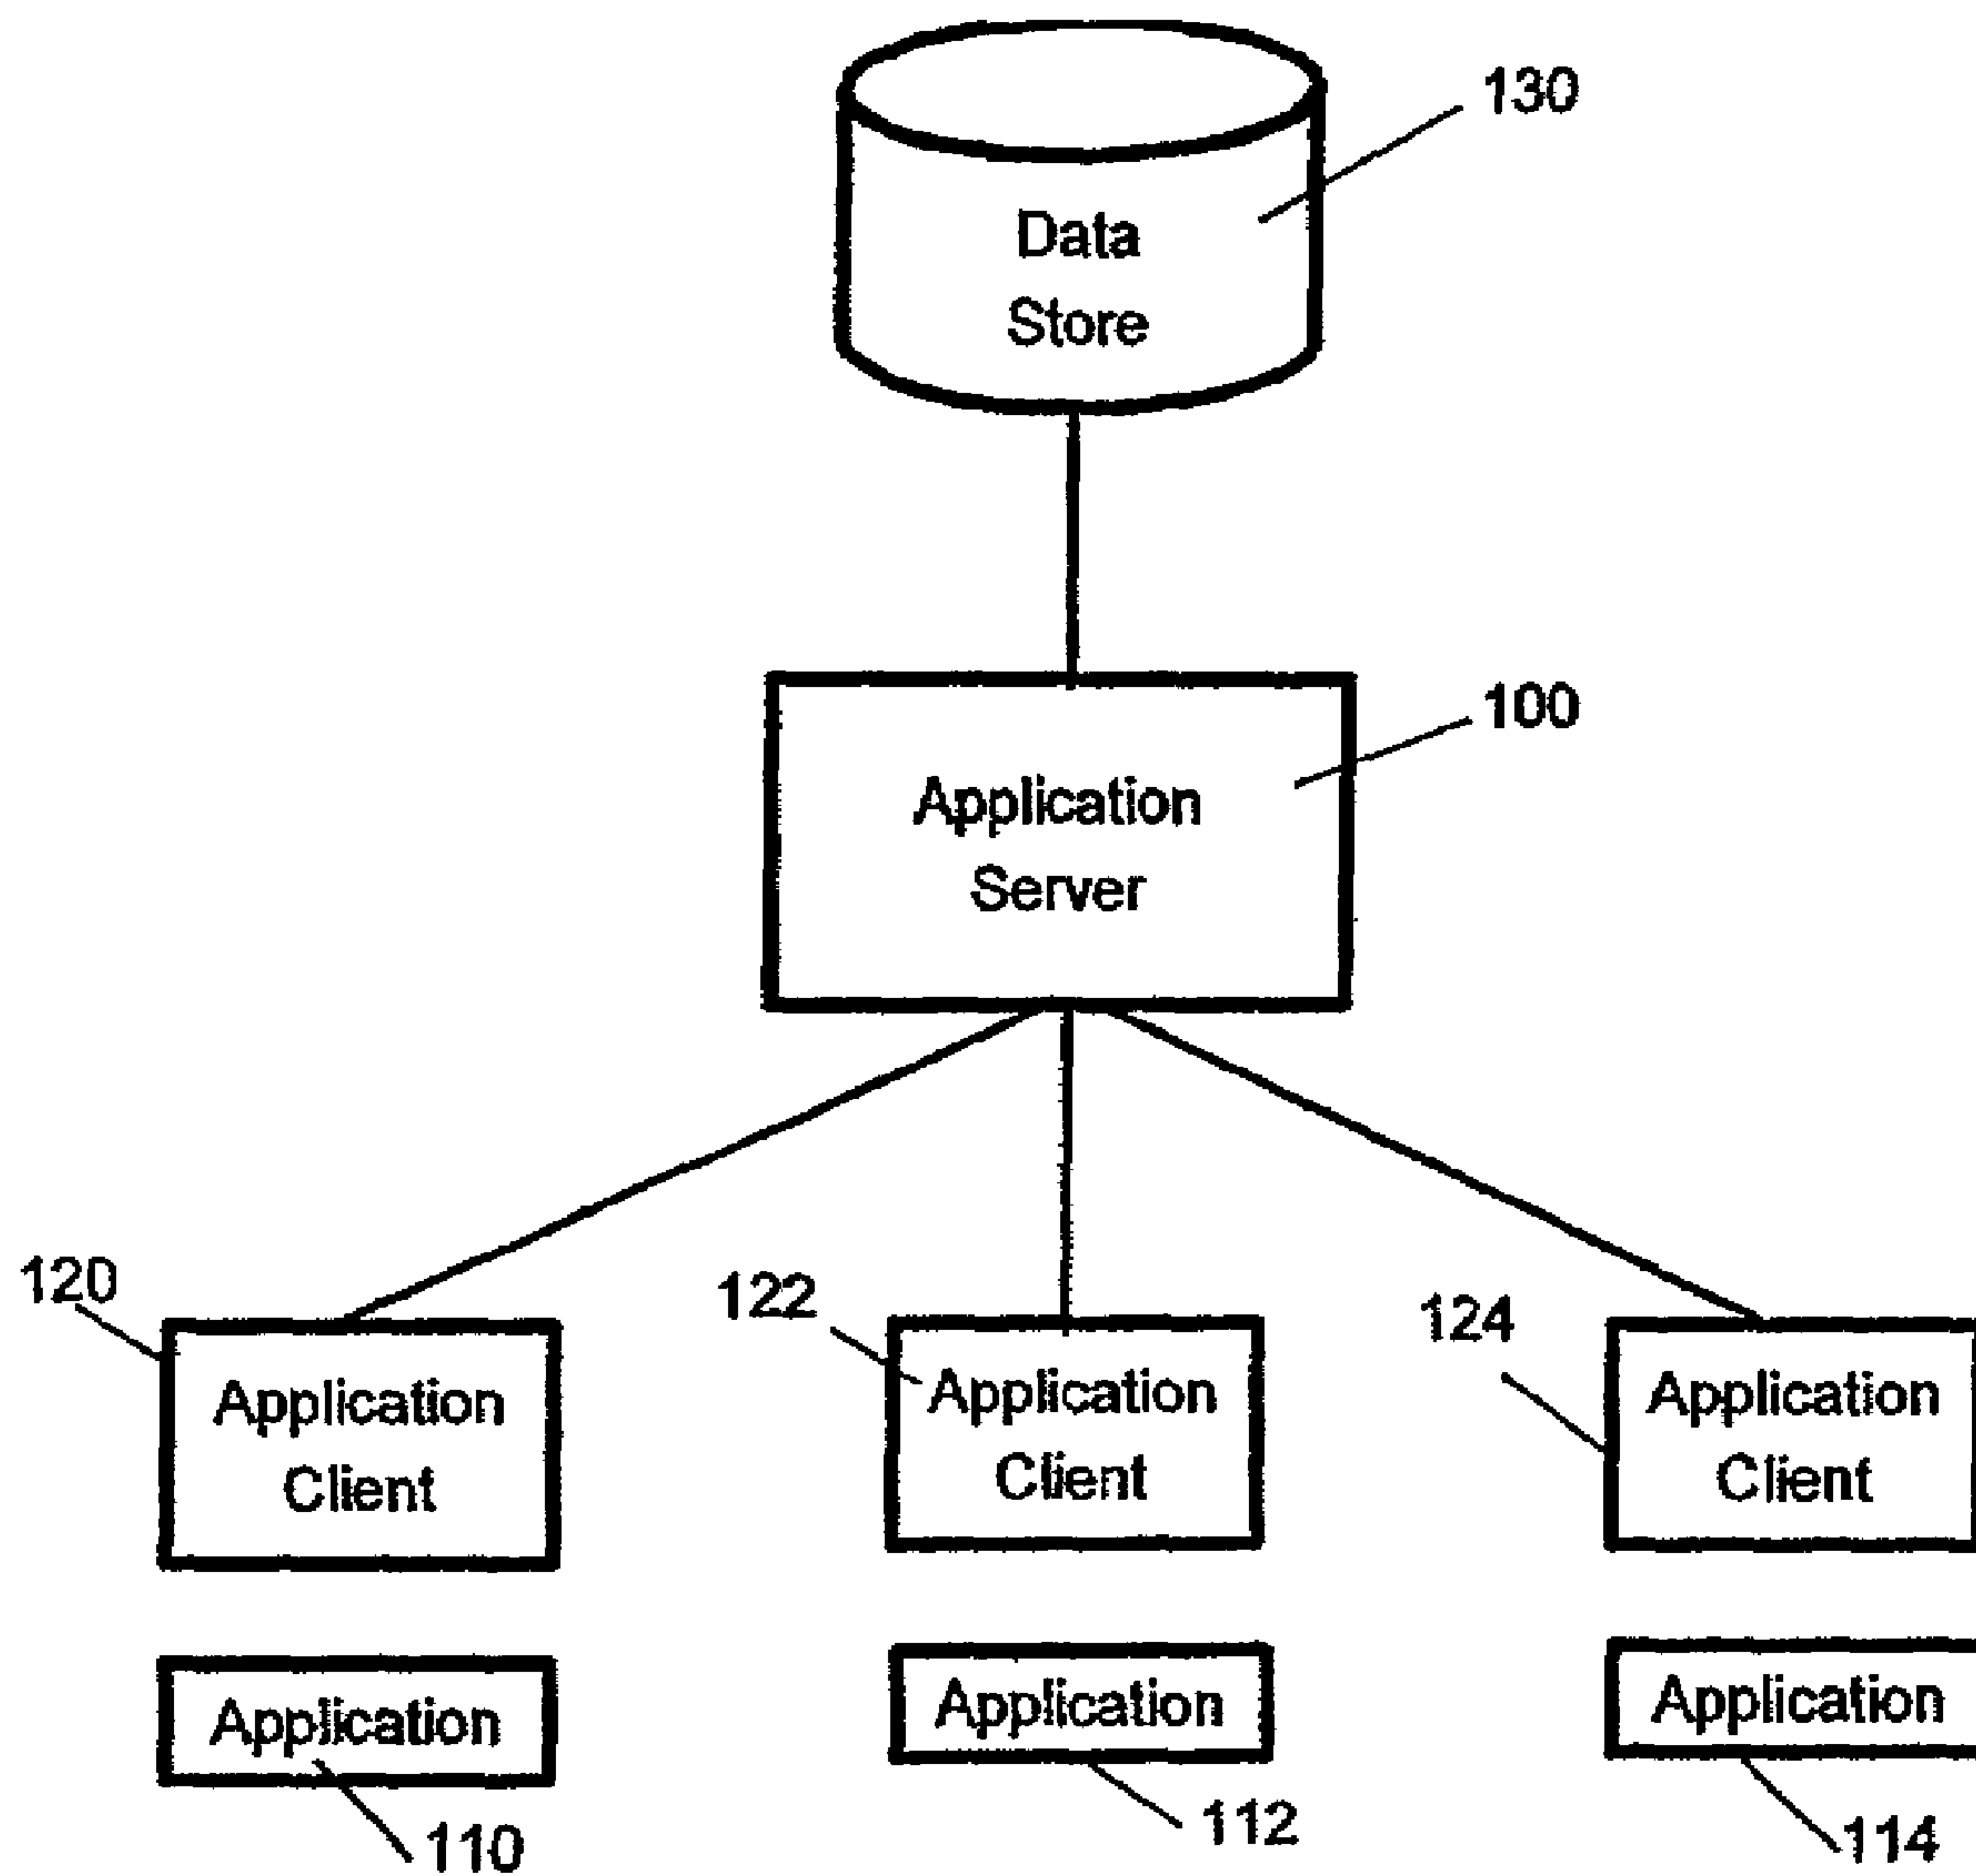 130
Data
Store
100
Application
Server
120
122
124
Application
Client
Application
Client
Application
Client
Application
Application
Application
110
112
114